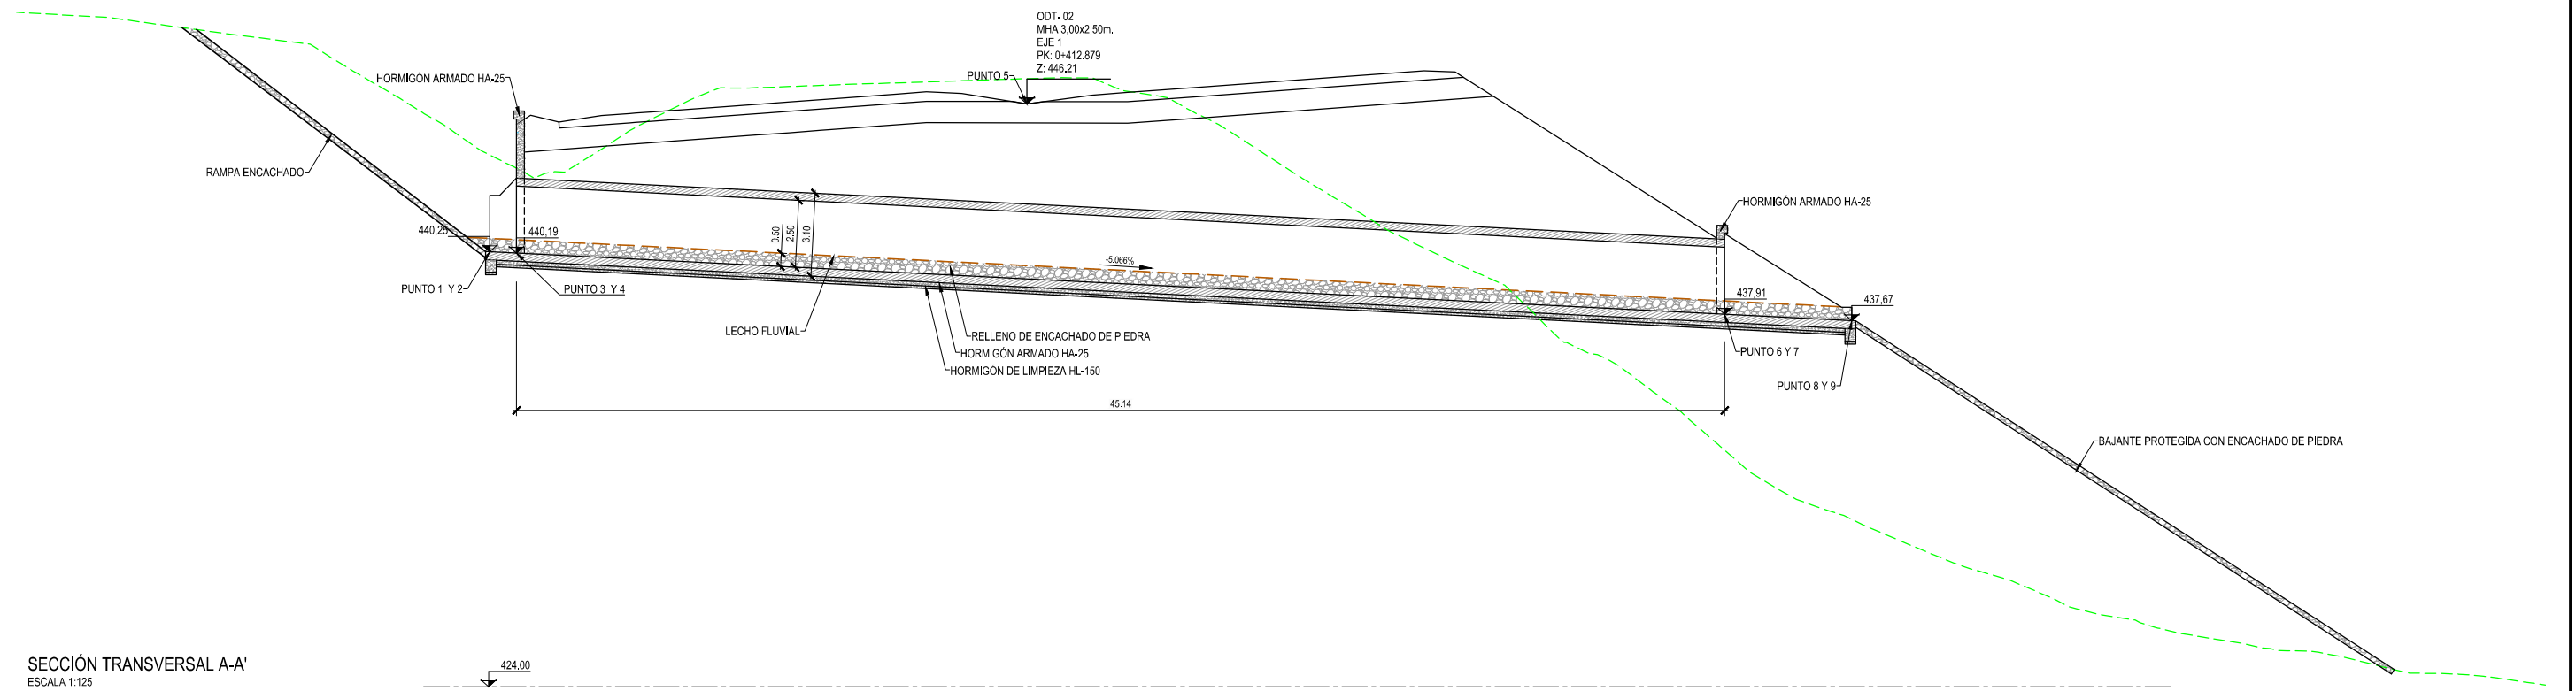 ODT- 02
MHA 3,00x2,50m.
EJE 1
PK: 0+412.879
Z: 446,21
PUNTO 5
HORMIGÓN ARMADO HA-25
RAMPA ENCACHADO
HORMIGÓN ARMADO HA-25
440,25
440,19
0.50
2.50
3.10
-5.066%
PUNTO 1 Y 2
PUNTO 3 Y 4
437,91
437,67
LECHO FLUVIAL
RELLENO DE ENCACHADO DE PIEDRA
HORMIGÓN ARMADO HA-25
HORMIGÓN DE LIMPIEZA HL-150
PUNTO 6 Y 7
PUNTO 8 Y 9
45.14
BAJANTE PROTEGIDA CON ENCACHADO DE PIEDRA
SECCIÓN TRANSVERSAL A-A'
ESCALA 1:125
424,00